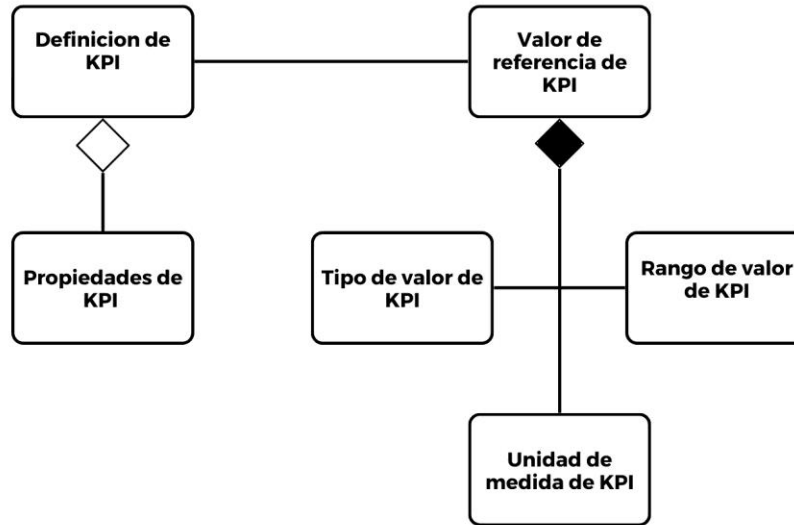 Definicion de
KPI
Valor de
referencia de
KPI
Propiedades de
KPI
Tipo de valor de
KPI
Rango de valor
de KPI
Unidad de
medida de KPI